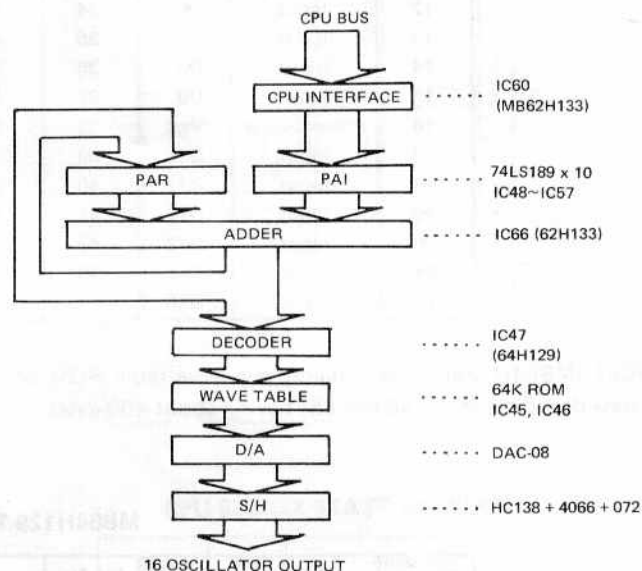 CPU BUS
CPU INTERFACE
IC60
(MB62H133)
PAR
PAI
74LS189 x 10
IC48~IC57
ADDER
IC66 (62H133)
DECODER
IC47
(64H129)
WAVE TABLE
64K ROM
IC45, IC46
D/A
DAC-08
S/H
HC138 + 4066 + 072
16 OSCILLATOR OUTPUT